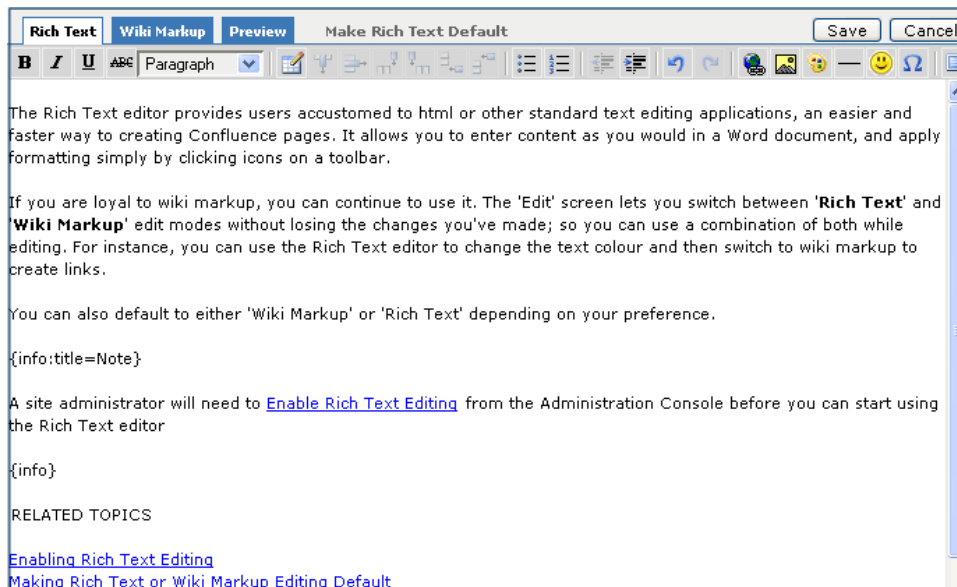 Rich Text Wiki Markup Preview Make Rich Text Default Save Cancel
B I U ABC Paragraph Ω
The Rich Text editor provides users accustomed to html or other standard text editing applications, an easier and
faster way to creating Confluence pages. It allows you to enter content as you would in a Word document, and apply
formatting simply by clicking icons on a toolbar.
If you are loyal to wiki markup, you can continue to use it. The 'Edit' screen lets you switch between 'Rich Text' and
'Wiki Markup' edit modes without losing the changes you've made; so you can use a combination of both while
editing. For instance, you can use the Rich Text editor to change the text colour and then switch to wiki markup to
create links.
You can also default to either 'Wiki Markup' or 'Rich Text' depending on your preference.
{info:title=Note}
A site administrator will need to Enable Rich Text Editing from the Administration Console before you can start using
the Rich Text editor
{info}
RELATED TOPICS
Enabling Rich Text Editing
Making Rich Text or Wiki Markup Editing Default